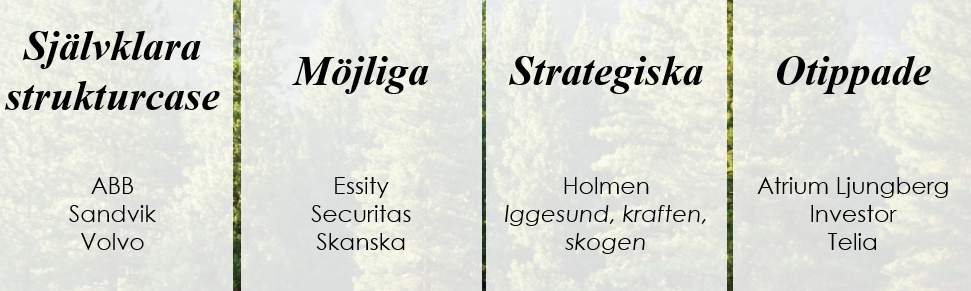 Självklara
strukturcase
ABB
Sandvik
Volvo
Möjliga
Essity
Securitas
Skanska
Strategiska
Holmen
Iggesund, kraften,
skogen
Otippade
Atrium Ljungberg
Investor
Telia